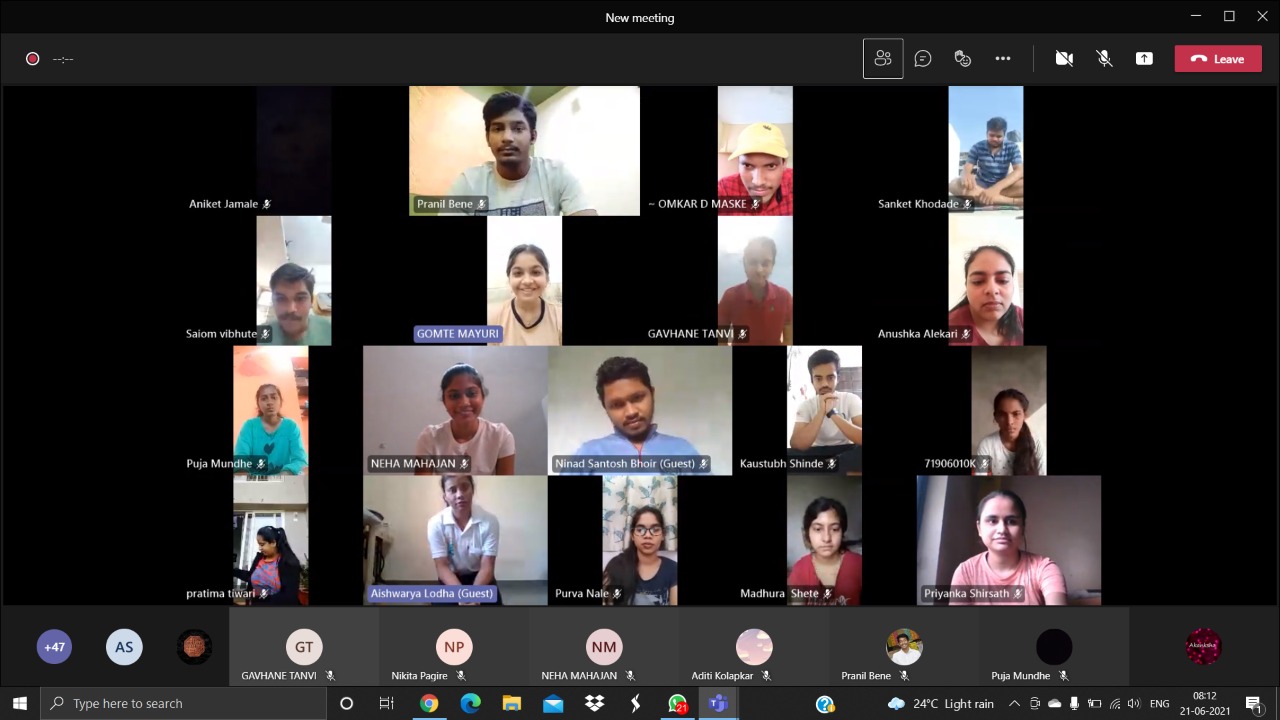 New meeting
--:--
Leave
Aniket Jamale
Pranil Bene
~ OMKAR D MASKE
Sanket Khodade
Saiom vibhute
GOMTE MAYURI
GAVHANE TANVI
Anushka Alekari
Puja Mundhe
NEHA MAHAJAN
Ninad Santosh Bhoir (Guest)
Kaustubh Shinde
71906010K
pratima tiwari
Aishwarya Lodha (Guest)
Purva Nale
Madhura Shete
Priyanka Shirsath
+47
AS
GT
NP
NM
GAVHANE TANVI
Nikita Pagire
NEHA MAHAJAN
Aditi Kolapkar
Pranil Bene
Puja Mundhe
Type here to search
21
24°C Light rain
ENG
08:12
21-06-2021
1